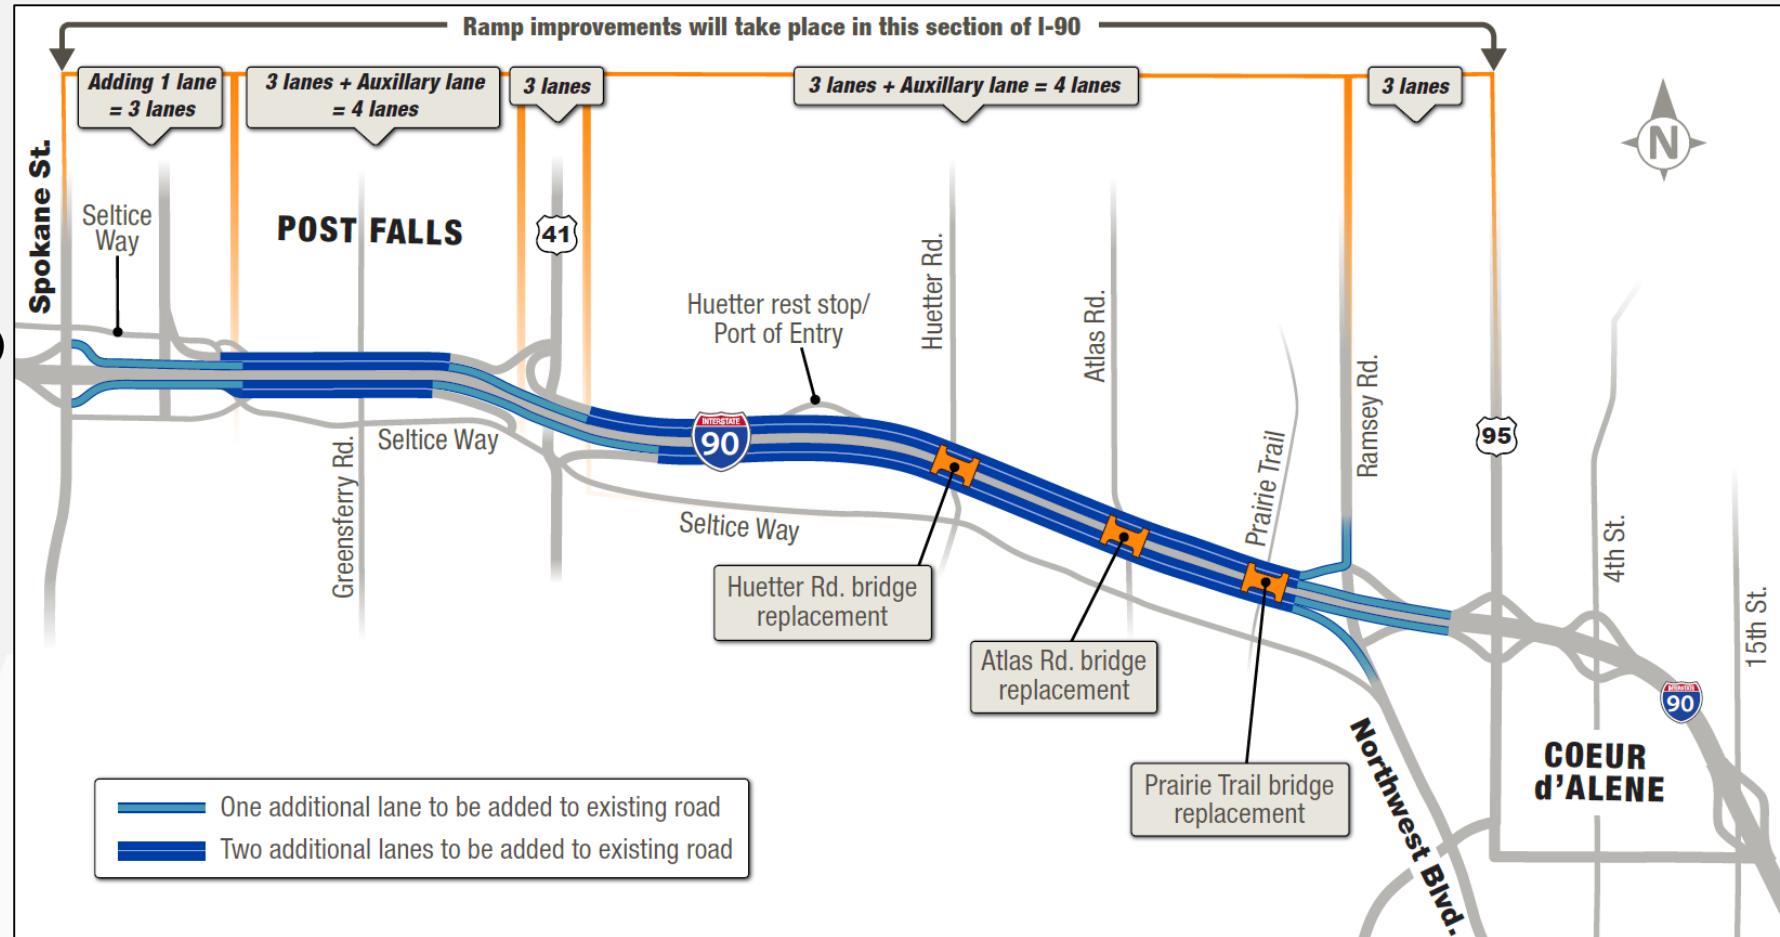 Ramp improvements will take place in this section of I-90
Adding 1 lane
= 3 lanes
3 lanes + Auxillary lane
= 4 lanes
3 lanes
3 lanes + Auxillary lane = 4 lanes
3 lanes
N
Spokane St.
Seltice
Way
POST FALLS
41
Huetter rest stop/
Port of Entry
Huetter Rd.
Atlas Rd.
Prairie Trail
Ramsey Rd.
95
4th St.
15th St.
Greensferry Rd.
Seltice Way
INTERSTATE
90
Seltice Way
Huetter Rd. bridge
replacement
Atlas Rd. bridge
replacement
Prairie Trail bridge
replacement
INTERSTATE
90
Northwest Blvd.
COEUR
d'ALENE
One additional lane to be added to existing road
Two additional lanes to be added to existing road